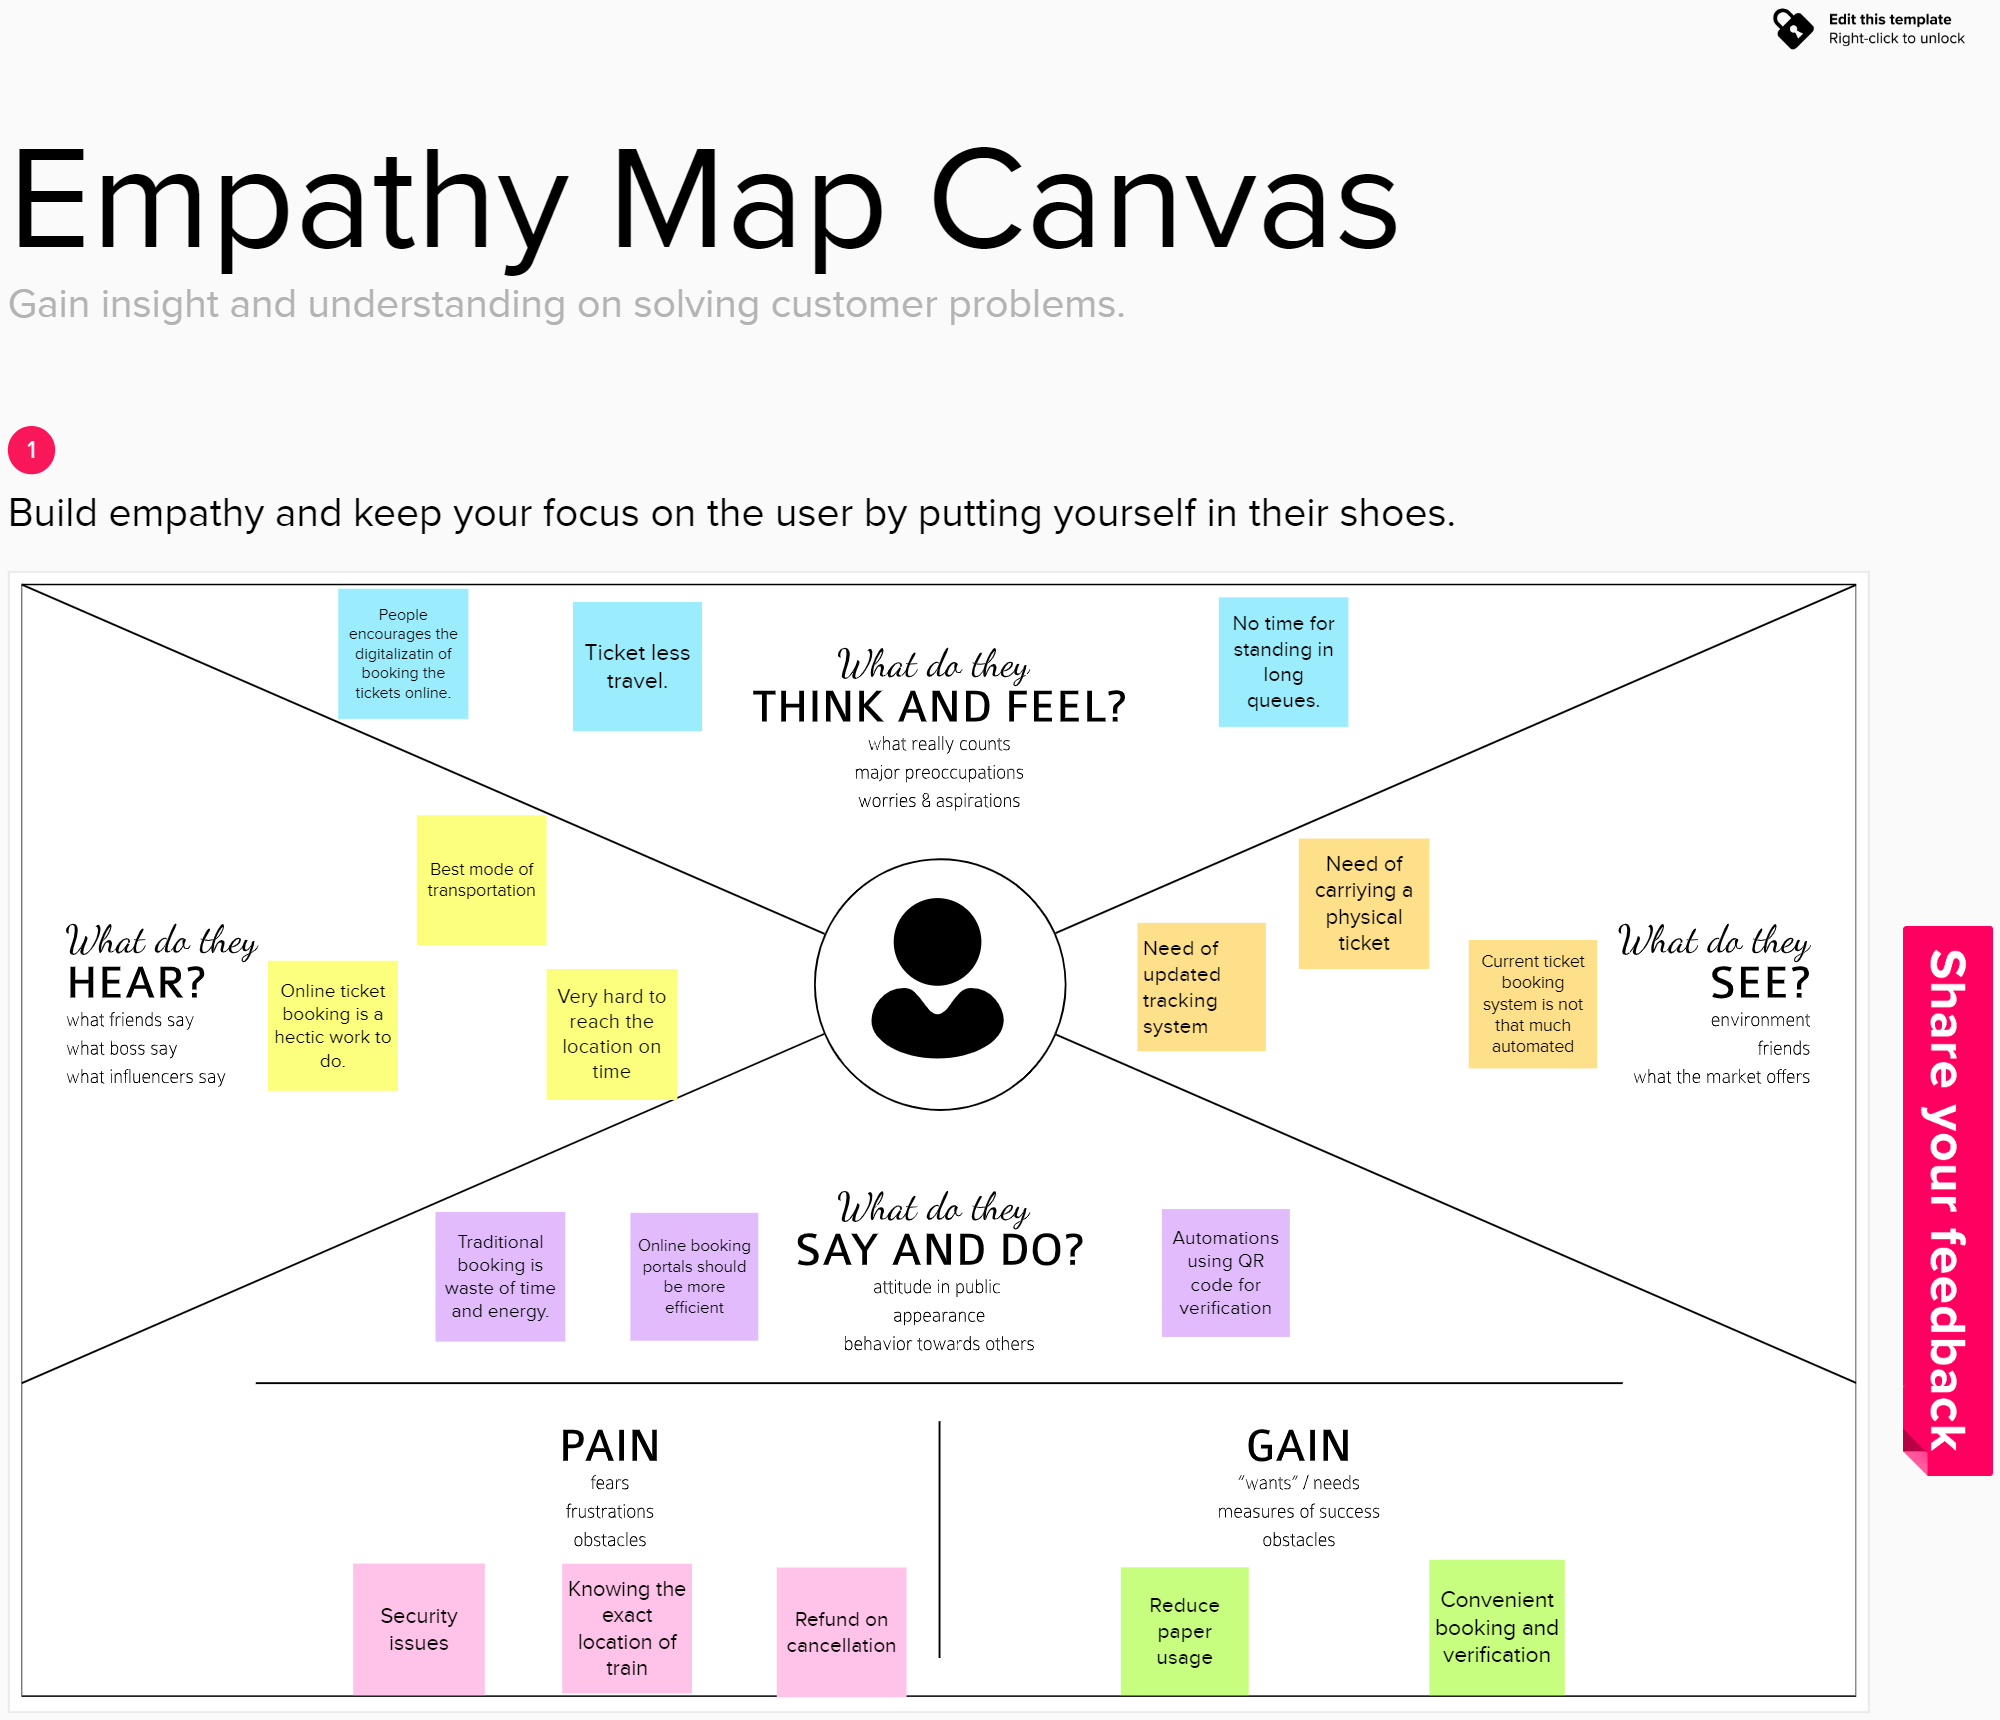 Edit this template
Right-click to unlock
Empathy Map Canvas
Gain insight and understanding on solving customer problems.
1
Build empathy and keep your focus on the user by putting yourself in their shoes.
People
encourages the
digitalizatin of
booking the
tickets online.
Ticket less
travel.
What do they
THINK AND FEEL?
what really counts
major preoccupations
worries & aspirations
No time for
standing in
long
queues.
Best mode of
transportation
What do they
HEAR?
what friends say
what boss say
what influencers say
Online ticket
booking is a
hectic work to
do.
Very hard to
reach the
location on
time
Need of
updated
tracking
system
Need of
carriying a
physical
ticket
Current ticket
booking
system is not
that much
automated
What do they
SEE?
environment
friends
what the market offers
Share your feedback
Traditional
booking is
waste of time
and energy.
Online booking
portals should
be more
efficient
What do they
SAY AND DO?
attitude in public
appearance
behavior towards others
Automations
using QR
code for
verification
PAIN
fears
frustrations
obstacles
Security
issues
Knowing the
exact
location of
train
Refund on
cancellation
GAIN
“wants” / needs
measures of success
obstacles
Reduce
paper
usage
Convenient
booking and
verification